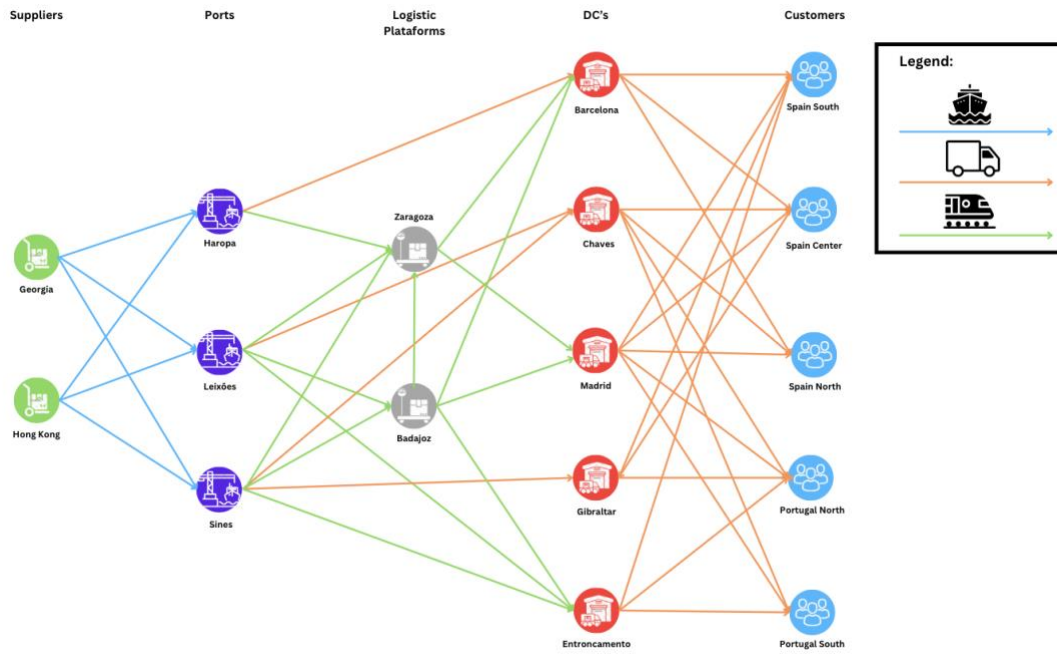 Suppliers
Ports
Logistic
Plataforms
DC's
Customers
Legend:
Barcelona
Spain South
Haropa
Zaragoza
Chaves
Spain Center
Georgia
Leixões
Madrid
Spain North
Hong Kong
Badajoz
Sines
Gibraltar
Portugal North
Entroncamento
Portugal South